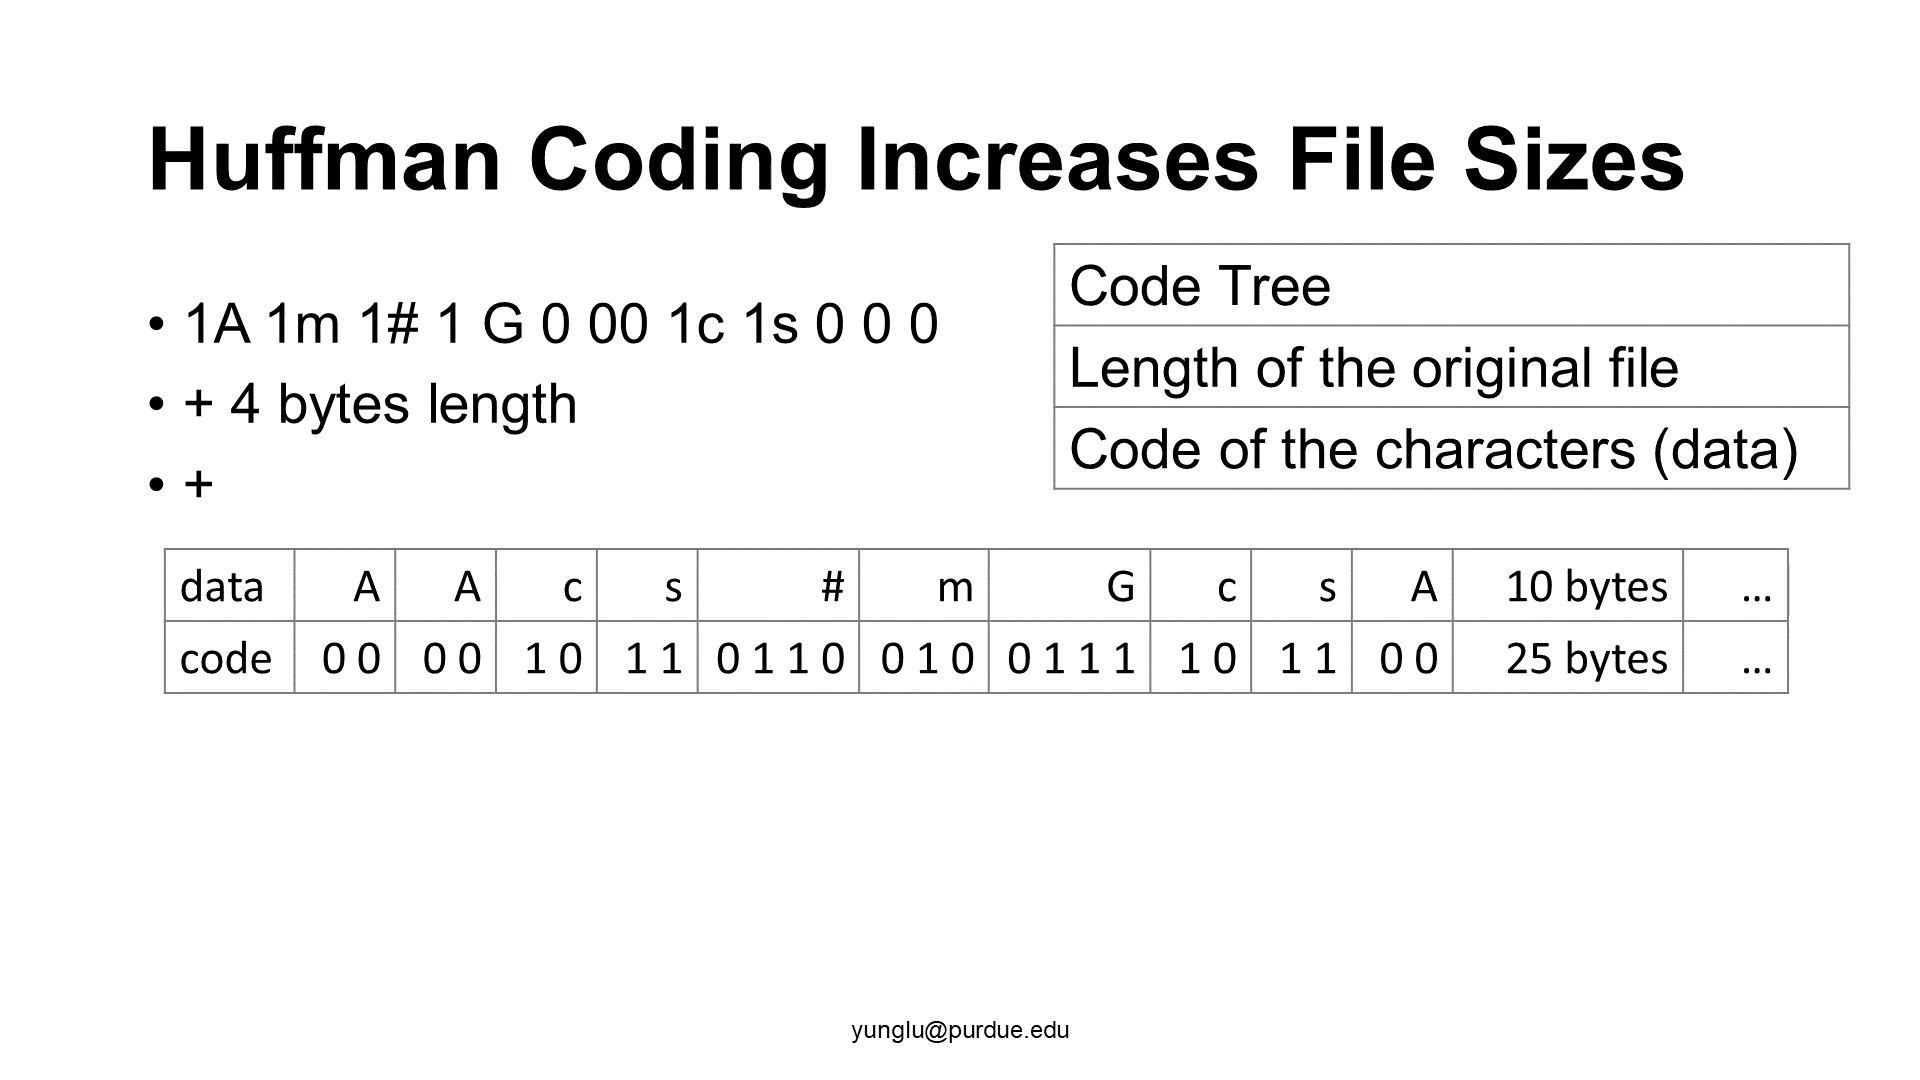 Huffman Coding Increases File Sizes
• 1A 1m 1# 1 G 0 00 1c 1s 0 0 0
• + 4 bytes length
• +
Code Tree
Length of the original file
Code of the characters (data)
data A A c s # m G c s A 10 bytes ...
code 0 0 0 0 1 0 1 1 0 1 1 0 0 1 0 0 1 1 1 1 0 1 1 0 0 25 bytes ...
yunglu@purdue.edu